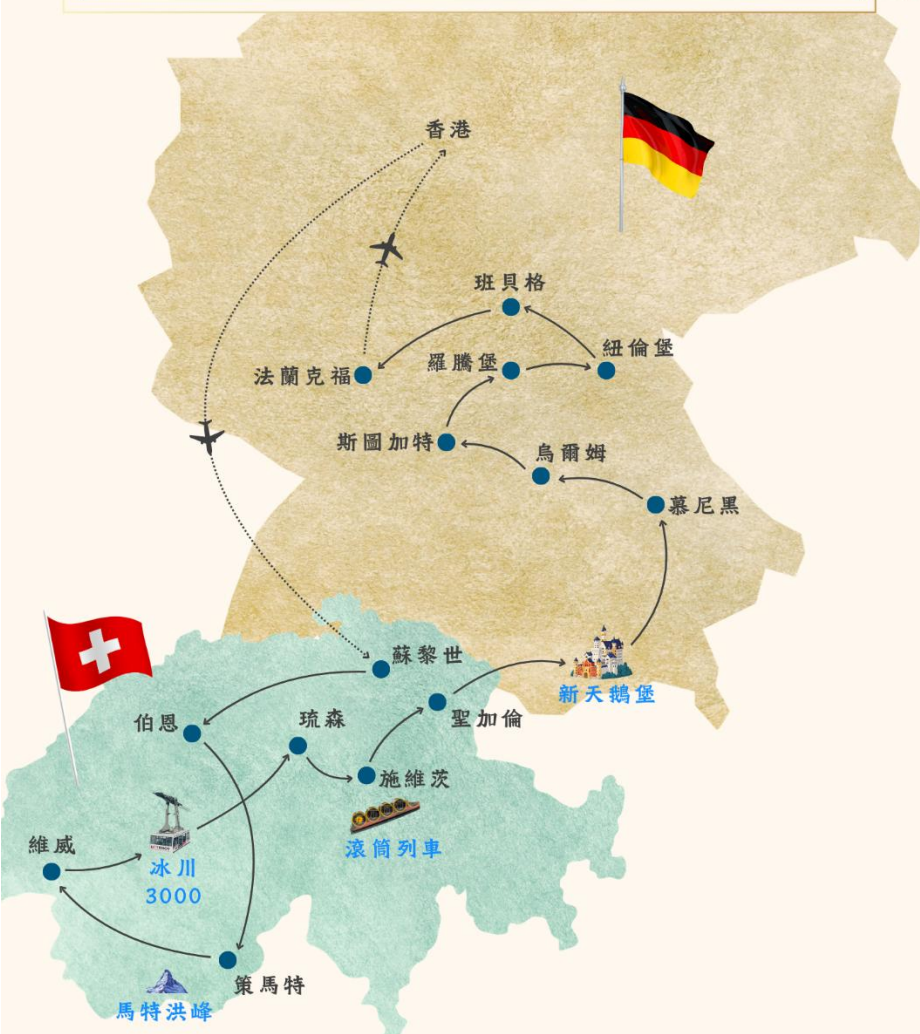 香港
班貝格
紐倫堡
羅騰堡
法蘭克福
斯圖加特
烏爾姆
慕尼黑
蘇黎世
新天鵝堡
聖加倫
伯恩
琉森
施維茨
滾筒列車
維威
冰川
3000
策馬特
馬特洪峰